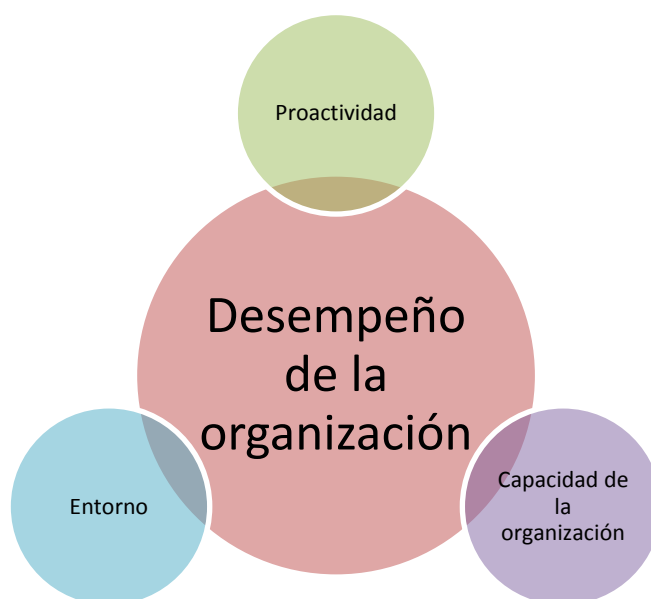 Proactividad
Desempeño
de la
organización
Entorno
Capacidad de
la
organización